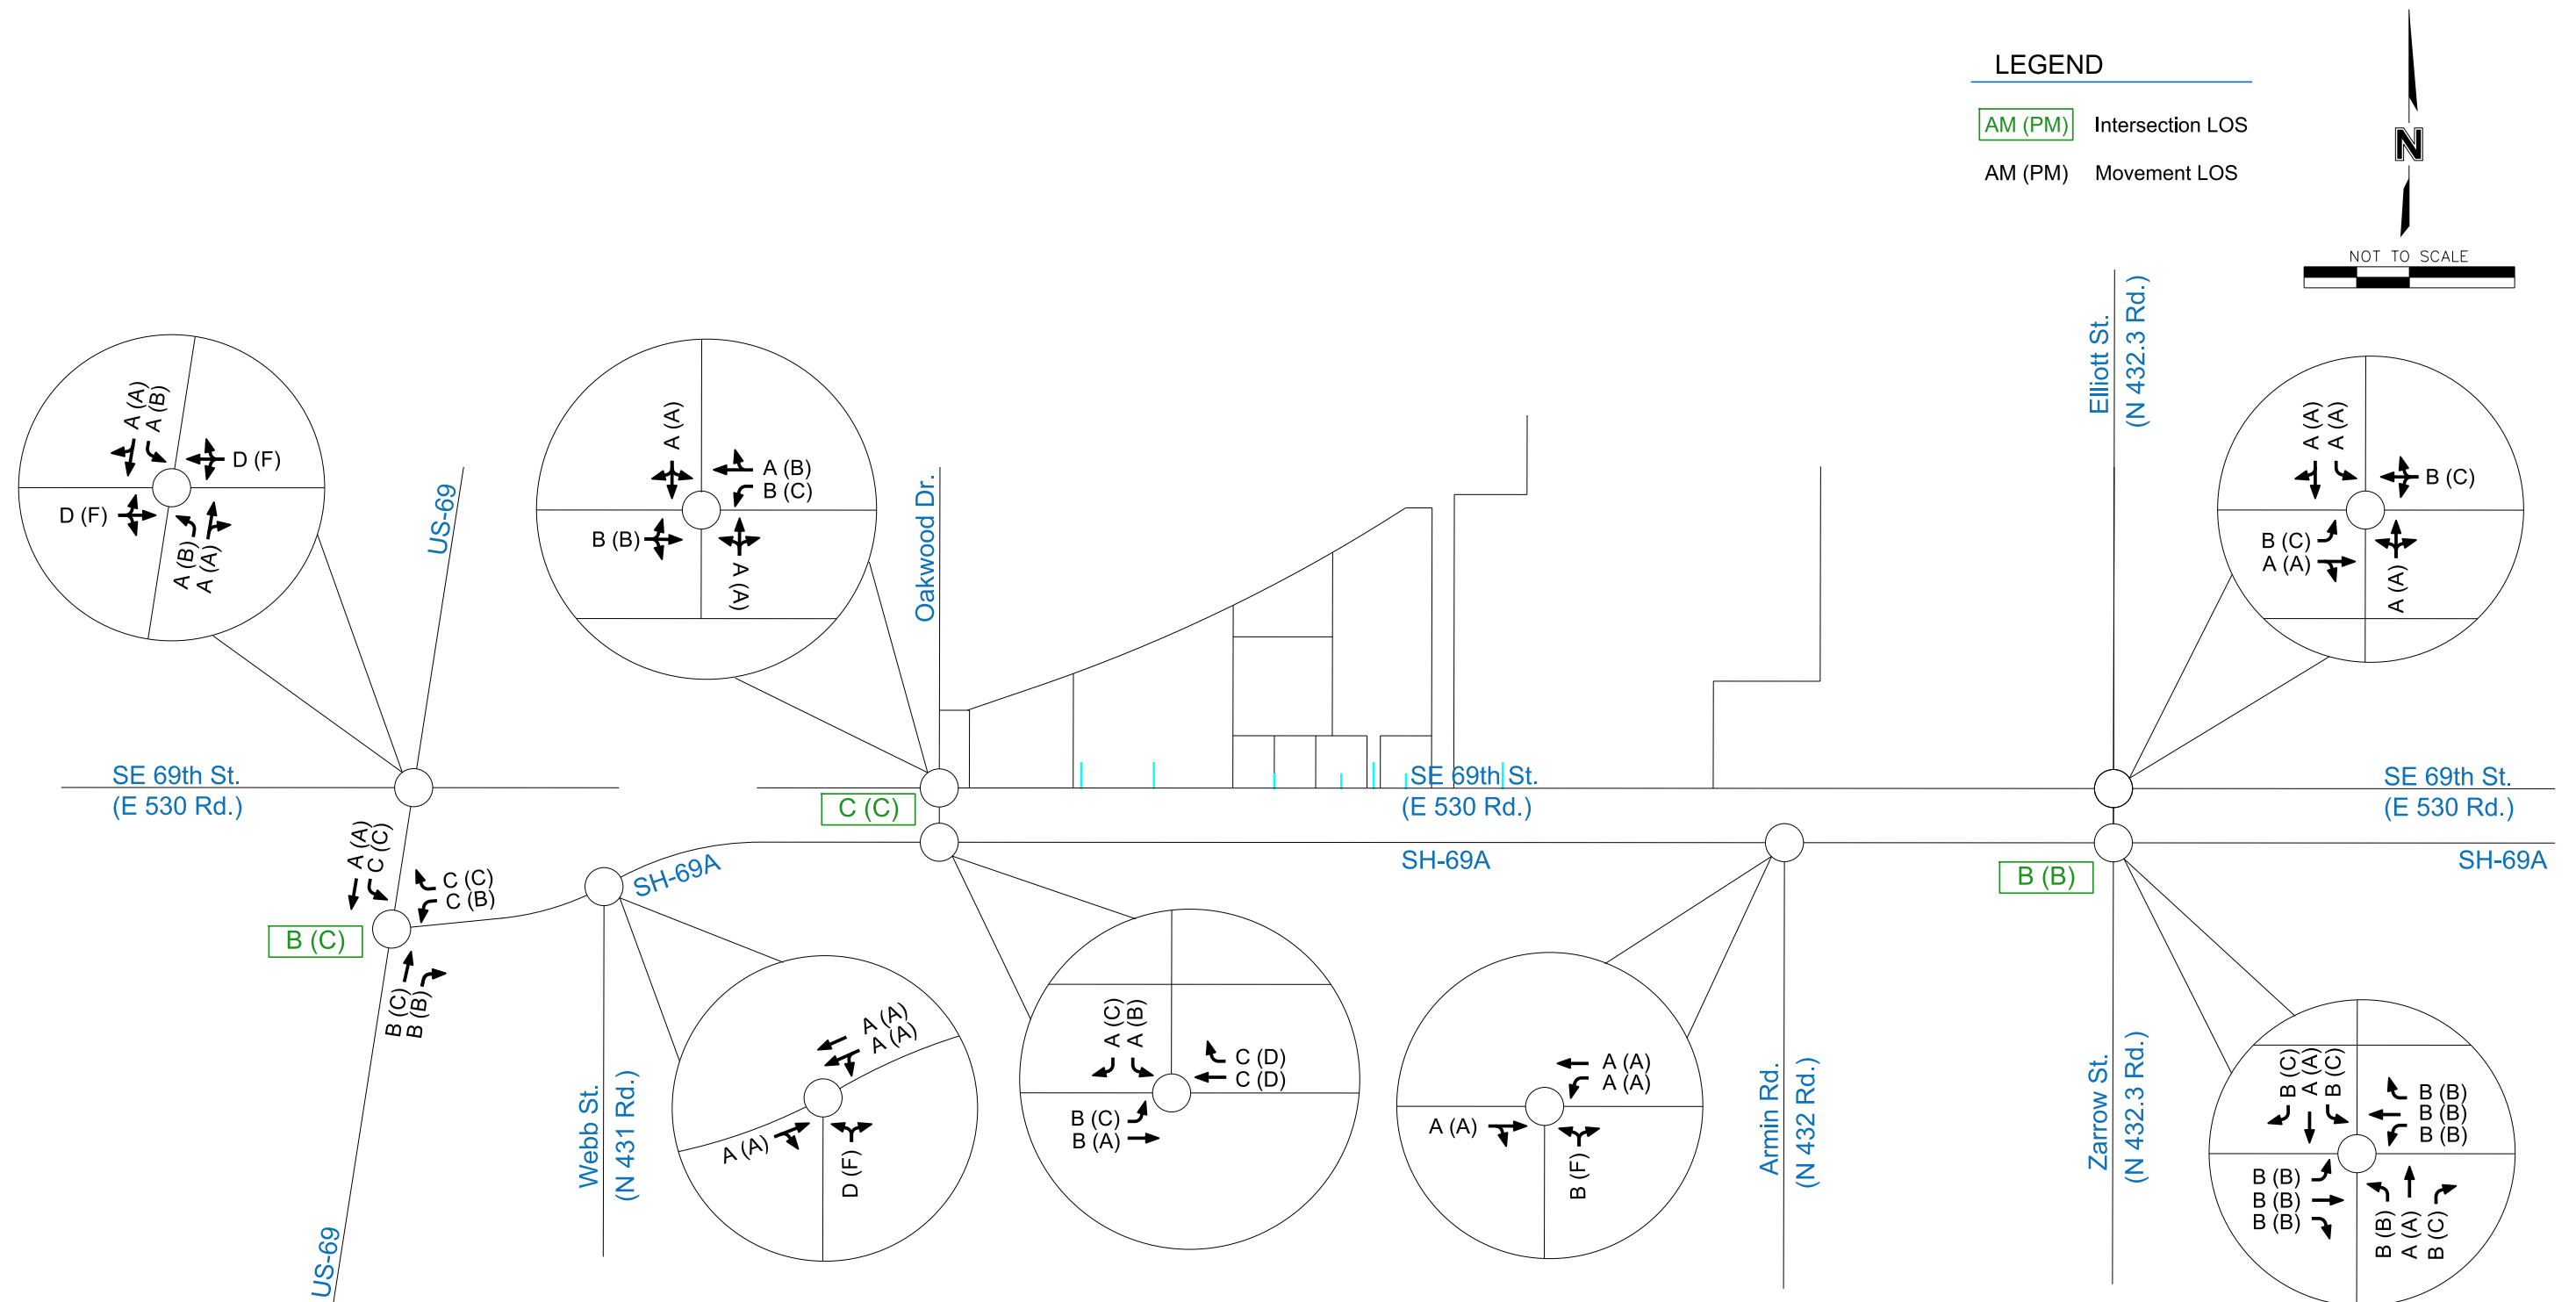 LEGEND
AM (PM) Intersection LOS
AM (PM) Movement LOS
N
NOT TO SCALE
A (A)
A (B)
D (F)
D (F)
A (B)
A (A)
US-69
A (A)
A (B)
B (C)
B (B)
A (A)
Oakwood Dr.
Elliott St.
(N 432.3 Rd.)
A (A)
A (A)
B (C)
B (C)
A (A)
A (A)
SE 69th St.
(E 530 Rd.)
C (C)
SE 69th St.
(E 530 Rd.)
SE 69th St.
(E 530 Rd.)
A (A)
C (C)
C (C)
C (B)
B (C)
B (C)
B (B)
SH-69A
SH-69A
B (B)
SH-69A
US-69
Webb St.
(N 431 Rd.)
A (A)
A (A)
A (A)
D (F)
A (C)
A (B)
C (D)
C (D)
B (C)
B (A)
A (A)
A (A)
A (A)
B (F)
Armin Rd.
(N 432 Rd.)
Zarrow St.
(N 432.3 Rd.)
B (C)
A (A)
B (C)
B (B)
B (B)
B (B)
B (B)
B (B)
B (B)
B (B)
A (A)
B (C)